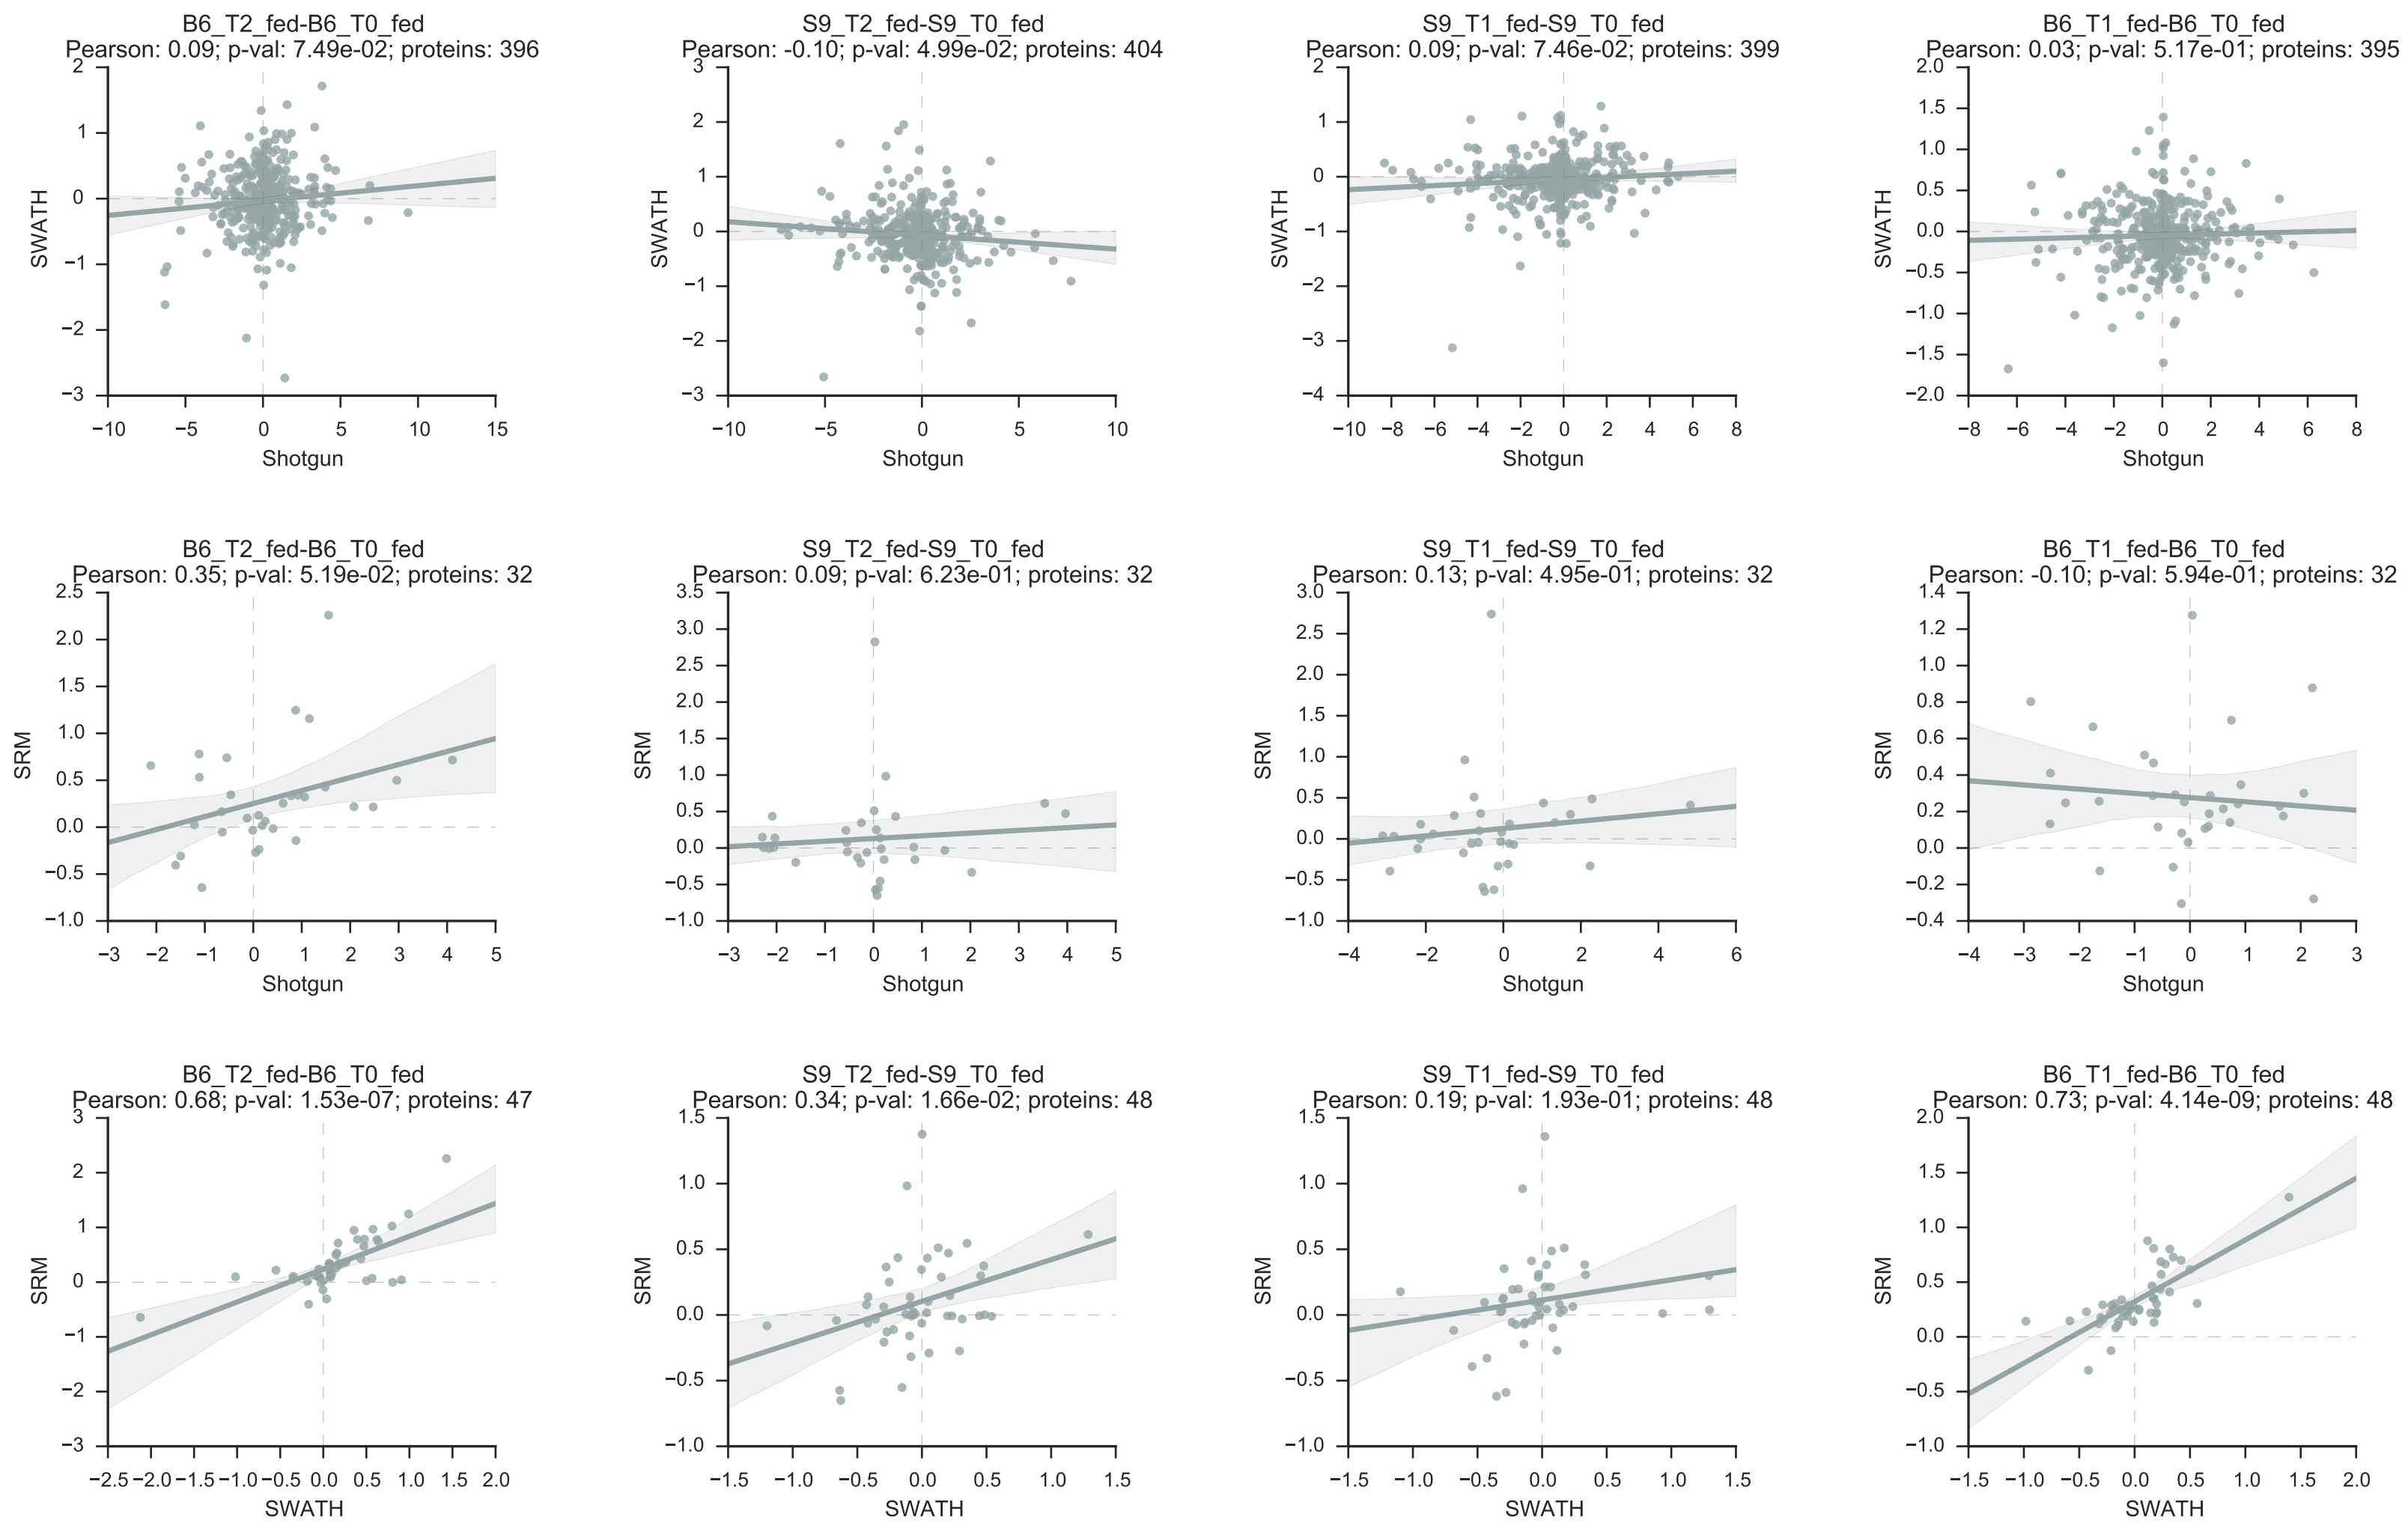 B6_T2_fed-B6_T0_fed
Pearson: 0.09; p-val: 7.49e-02; proteins: 396
2
1
0
−1
−2
−3
SWATH
−10 −5 0 5 10 15
Shotgun
S9_T2_fed-S9_T0_fed
Pearson: -0.10; p-val: 4.99e-02; proteins: 404
3
2
1
0
−1
−2
−3
SWATH
−10 −5 0 5 10
Shotgun
S9_T1_fed-S9_T0_fed
Pearson: 0.09; p-val: 7.46e-02; proteins: 399
2
1
0
−1
−2
−3
−4
SWATH
−10 −8 −6 −4 −2 0 2 4 6 8
Shotgun
B6_T1_fed-B6_T0_fed
Pearson: 0.03; p-val: 5.17e-01; proteins: 395
2.0
1.5
1.0
0.5
0.0
−0.5
−1.0
−1.5
−2.0
SWATH
−8 −6 −4 −2 0 2 4 6 8
Shotgun
B6_T2_fed-B6_T0_fed
Pearson: 0.35; p-val: 5.19e-02; proteins: 32
2.5
2.0
1.5
1.0
0.5
0.0
−0.5
−1.0
SRM
−3 −2 −1 0 1 2 3 4 5
Shotgun
S9_T2_fed-S9_T0_fed
Pearson: 0.09; p-val: 6.23e-01; proteins: 32
3.5
3.0
2.5
2.0
1.5
1.0
0.5
0.0
−0.5
−1.0
SRM
−3 −2 −1 0 1 2 3 4 5
Shotgun
S9_T1_fed-S9_T0_fed
Pearson: 0.13; p-val: 4.95e-01; proteins: 32
3.0
2.5
2.0
1.5
1.0
0.5
0.0
−0.5
−1.0
SRM
−4 −2 0 2 4 6
Shotgun
B6_T1_fed-B6_T0_fed
Pearson: -0.10; p-val: 5.94e-01; proteins: 32
1.4
1.2
1.0
0.8
0.6
0.4
0.2
0.0
−0.2
−0.4
SRM
−4 −3 −2 −1 0 1 2 3
Shotgun
B6_T2_fed-B6_T0_fed
Pearson: 0.68; p-val: 1.53e-07; proteins: 47
3
2
1
0
−1
−2
−3
SRM
−2.5 −2.0 −1.5 −1.0 −0.5 0.0 0.5 1.0 1.5 2.0
SWATH
S9_T2_fed-S9_T0_fed
Pearson: 0.34; p-val: 1.66e-02; proteins: 48
1.5
1.0
0.5
0.0
−0.5
−1.0
SRM
−1.5 −1.0 −0.5 0.0 0.5 1.0 1.5
SWATH
S9_T1_fed-S9_T0_fed
Pearson: 0.19; p-val: 1.93e-01; proteins: 48
1.5
1.0
0.5
0.0
−0.5
−1.0
SRM
−1.5 −1.0 −0.5 0.0 0.5 1.0 1.5
SWATH
B6_T1_fed-B6_T0_fed
Pearson: 0.73; p-val: 4.14e-09; proteins: 48
2.0
1.5
1.0
0.5
0.0
−0.5
−1.0
SRM
−1.5 −1.0 −0.5 0.0 0.5 1.0 1.5 2.0
SWATH